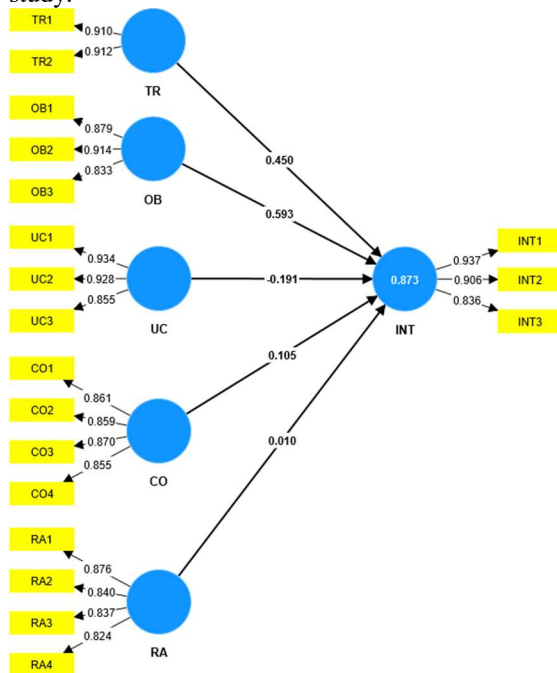 study.
TR1
0.910
TR2
0.912
TR
OB1
0.879
OB2
0.914
OB3
0.833
OB
UC1
0.934
UC2
0.928
UC3
0.855
UC
CO1
0.861
CO2
0.859
CO3
0.870
CO4
0.855
CO
RA1
0.876
RA2
0.840
RA3
0.837
RA4
0.824
RA
0.450
0.593
-0.191
0.105
0.010
0.873
INT
0.937
INT1
0.906
INT2
0.836
INT3